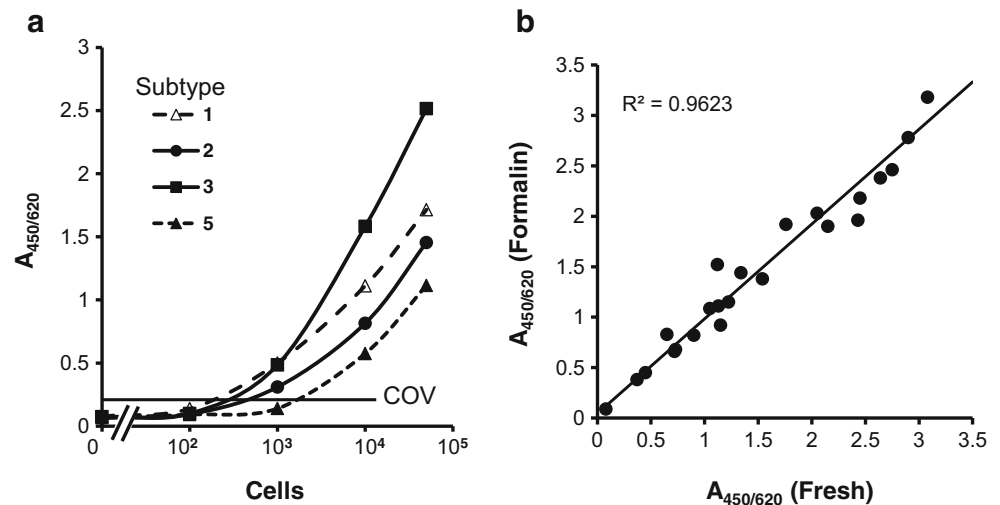 a
3
2.5
2
1.5
1
0.5
0
A450/620
Subtype
1
2
3
5
COV
0 10² 10³ 10⁴ 10⁵
Cells
b
3.5
3
2.5
2
1.5
1
0.5
0
A450/620 (Formalin)
R² = 0.9623
0 0.5 1 1.5 2 2.5 3 3.5
A450/620 (Fresh)